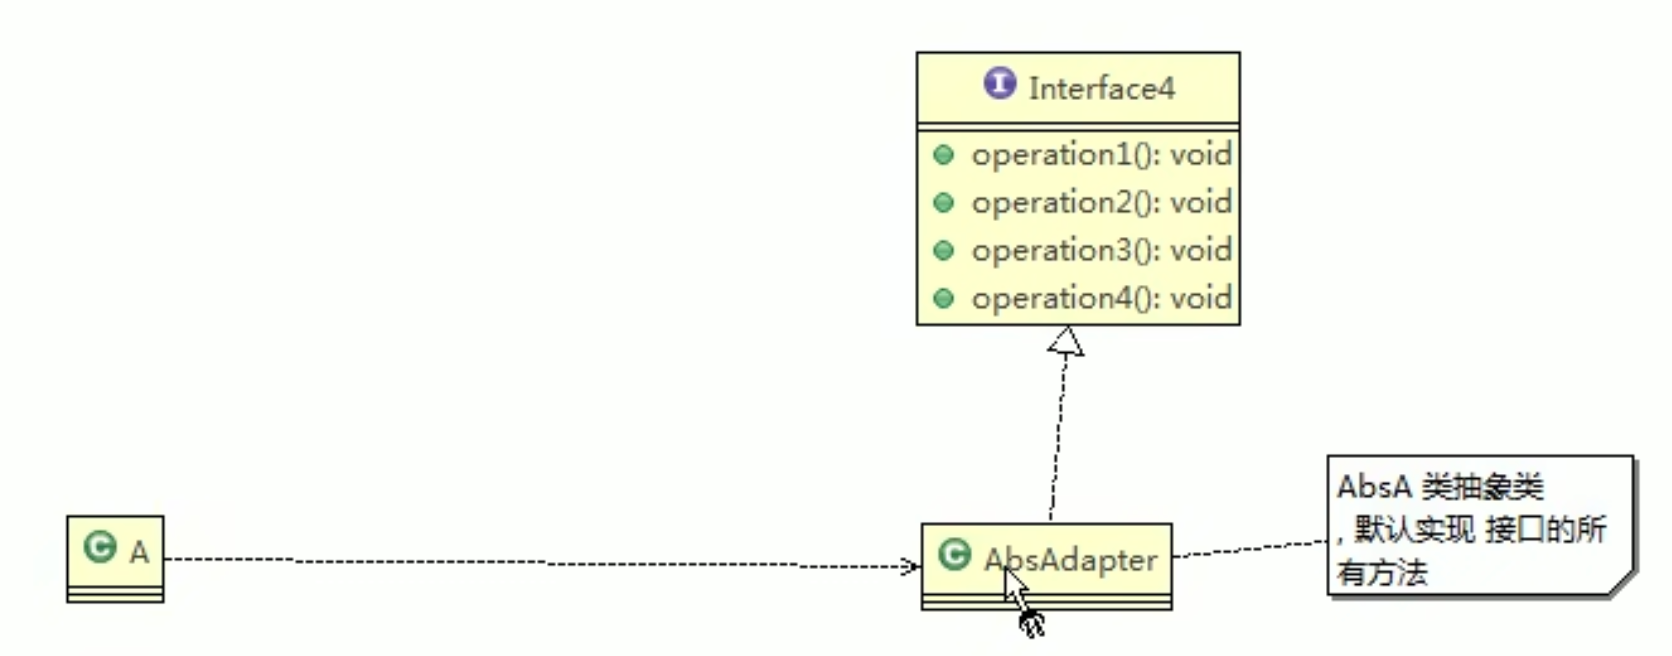 Interface4
operation1(): void
operation2(): void
operation3(): void
operation4(): void
A
AbsAdapter
AbsA 类抽象类
, 默认实现 接口的所
有方法